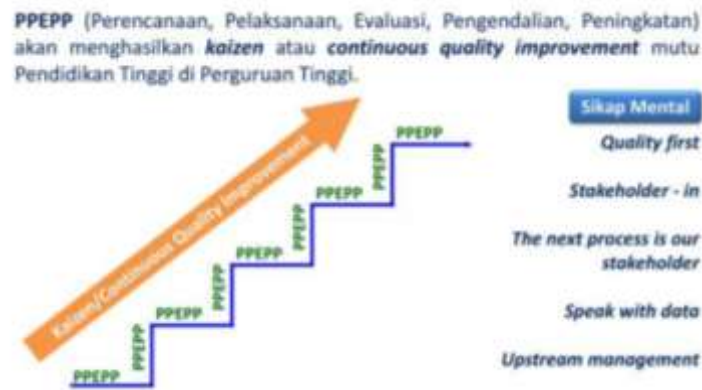 PPEPP (Perencanaan, Pelaksanaan, Evaluasi, Pengendalian, Peningkatan)
akan menghasilkan kaizen atau continuous quality improvement mutu
Pendidikan Tinggi di Perguruan Tinggi.
Sikap Mental
Quality first
Stakeholder - in
The next process is our
stakeholder
Speak with data
Upstream management
Kaizen/Continuous Quality Improvement
PPEPP
PPEPP
PPEPP
PPEPP
PPEPP
PPEPP
PPEPP
PPEPP
PPEPP